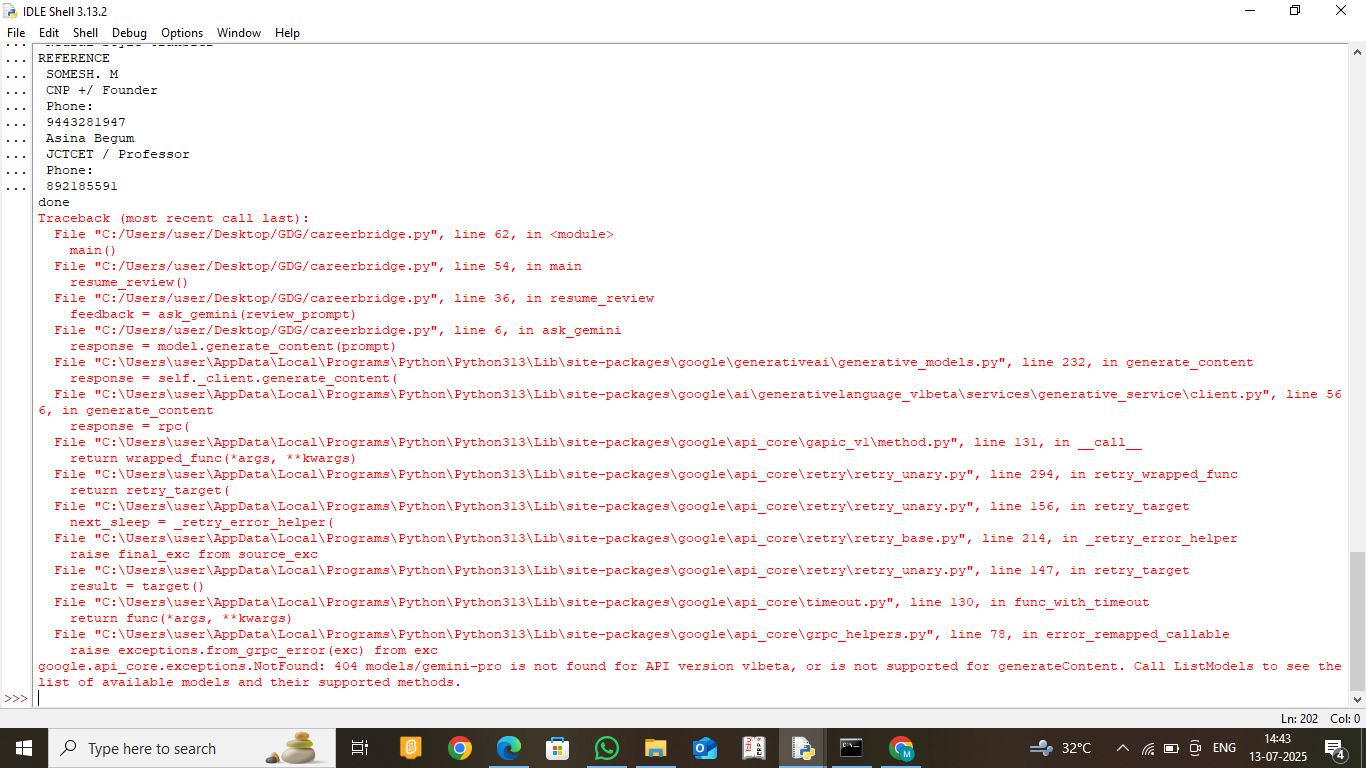 IDLE Shell 3.13.2
File Edit Shell Debug Options Window Help
... REFERENCE
... SOMESH. M
... CNP +/ Founder
... Phone:
... 9443281947
... Asina Begum
... JCTCET / Professor
... Phone:
... 892185591
done
Traceback (most recent call last):
File "C:/Users/user/Desktop/GDG/careerbridge.py", line 62, in <module>
main()
File "C:/Users/user/Desktop/GDG/careerbridge.py", line 54, in main
resume_review()
File "C:/Users/user/Desktop/GDG/careerbridge.py", line 36, in resume_review
feedback = ask_gemini(review_prompt)
File "C:/Users/user/Desktop/GDG/careerbridge.py", line 6, in ask_gemini
response = model.generate_content(prompt)
File "C:\Users\user\AppData\Local\Programs\Python\Python313\Lib\site-packages\google\generativeai\generative_models.py", line 232, in generate_content
response = self._client.generate_content(
File "C:\Users\user\AppData\Local\Programs\Python\Python313\Lib\site-packages\google\ai\generativelanguage_v1beta\services\generative_service\client.py", line 56
6, in generate_content
response = rpc(
File "C:\Users\user\AppData\Local\Programs\Python\Python313\Lib\site-packages\google\api_core\gapic_v1\method.py", line 131, in __call__
return wrapped_func(*args, **kwargs)
File "C:\Users\user\AppData\Local\Programs\Python\Python313\Lib\site-packages\google\api_core\retry\retry_unary.py", line 294, in retry_wrapped_func
return retry_target(
File "C:\Users\user\AppData\Local\Programs\Python\Python313\Lib\site-packages\google\api_core\retry\retry_unary.py", line 156, in retry_target
next_sleep = _retry_error_helper(
File "C:\Users\user\AppData\Local\Programs\Python\Python313\Lib\site-packages\google\api_core\retry\retry_base.py", line 214, in _retry_error_helper
raise final_exc from source_exc
File "C:\Users\user\AppData\Local\Programs\Python\Python313\Lib\site-packages\google\api_core\retry\retry_unary.py", line 147, in retry_target
result = target()
File "C:\Users\user\AppData\Local\Programs\Python\Python313\Lib\site-packages\google\api_core\timeout.py", line 130, in func_with_timeout
return func(*args, **kwargs)
File "C:\Users\user\AppData\Local\Programs\Python\Python313\Lib\site-packages\google\api_core\grpc_helpers.py", line 78, in error_remapped_callable
raise exceptions.from_grpc_error(exc) from exc
google.api_core.exceptions.NotFound: 404 models/gemini-pro is not found for API version v1beta, or is not supported for generateContent. Call ListModels to see the
list of available models and their supported methods.
>>>
Ln: 202 Col: 0
Type here to search
32°C
ENG
14:43
13-07-2025
4